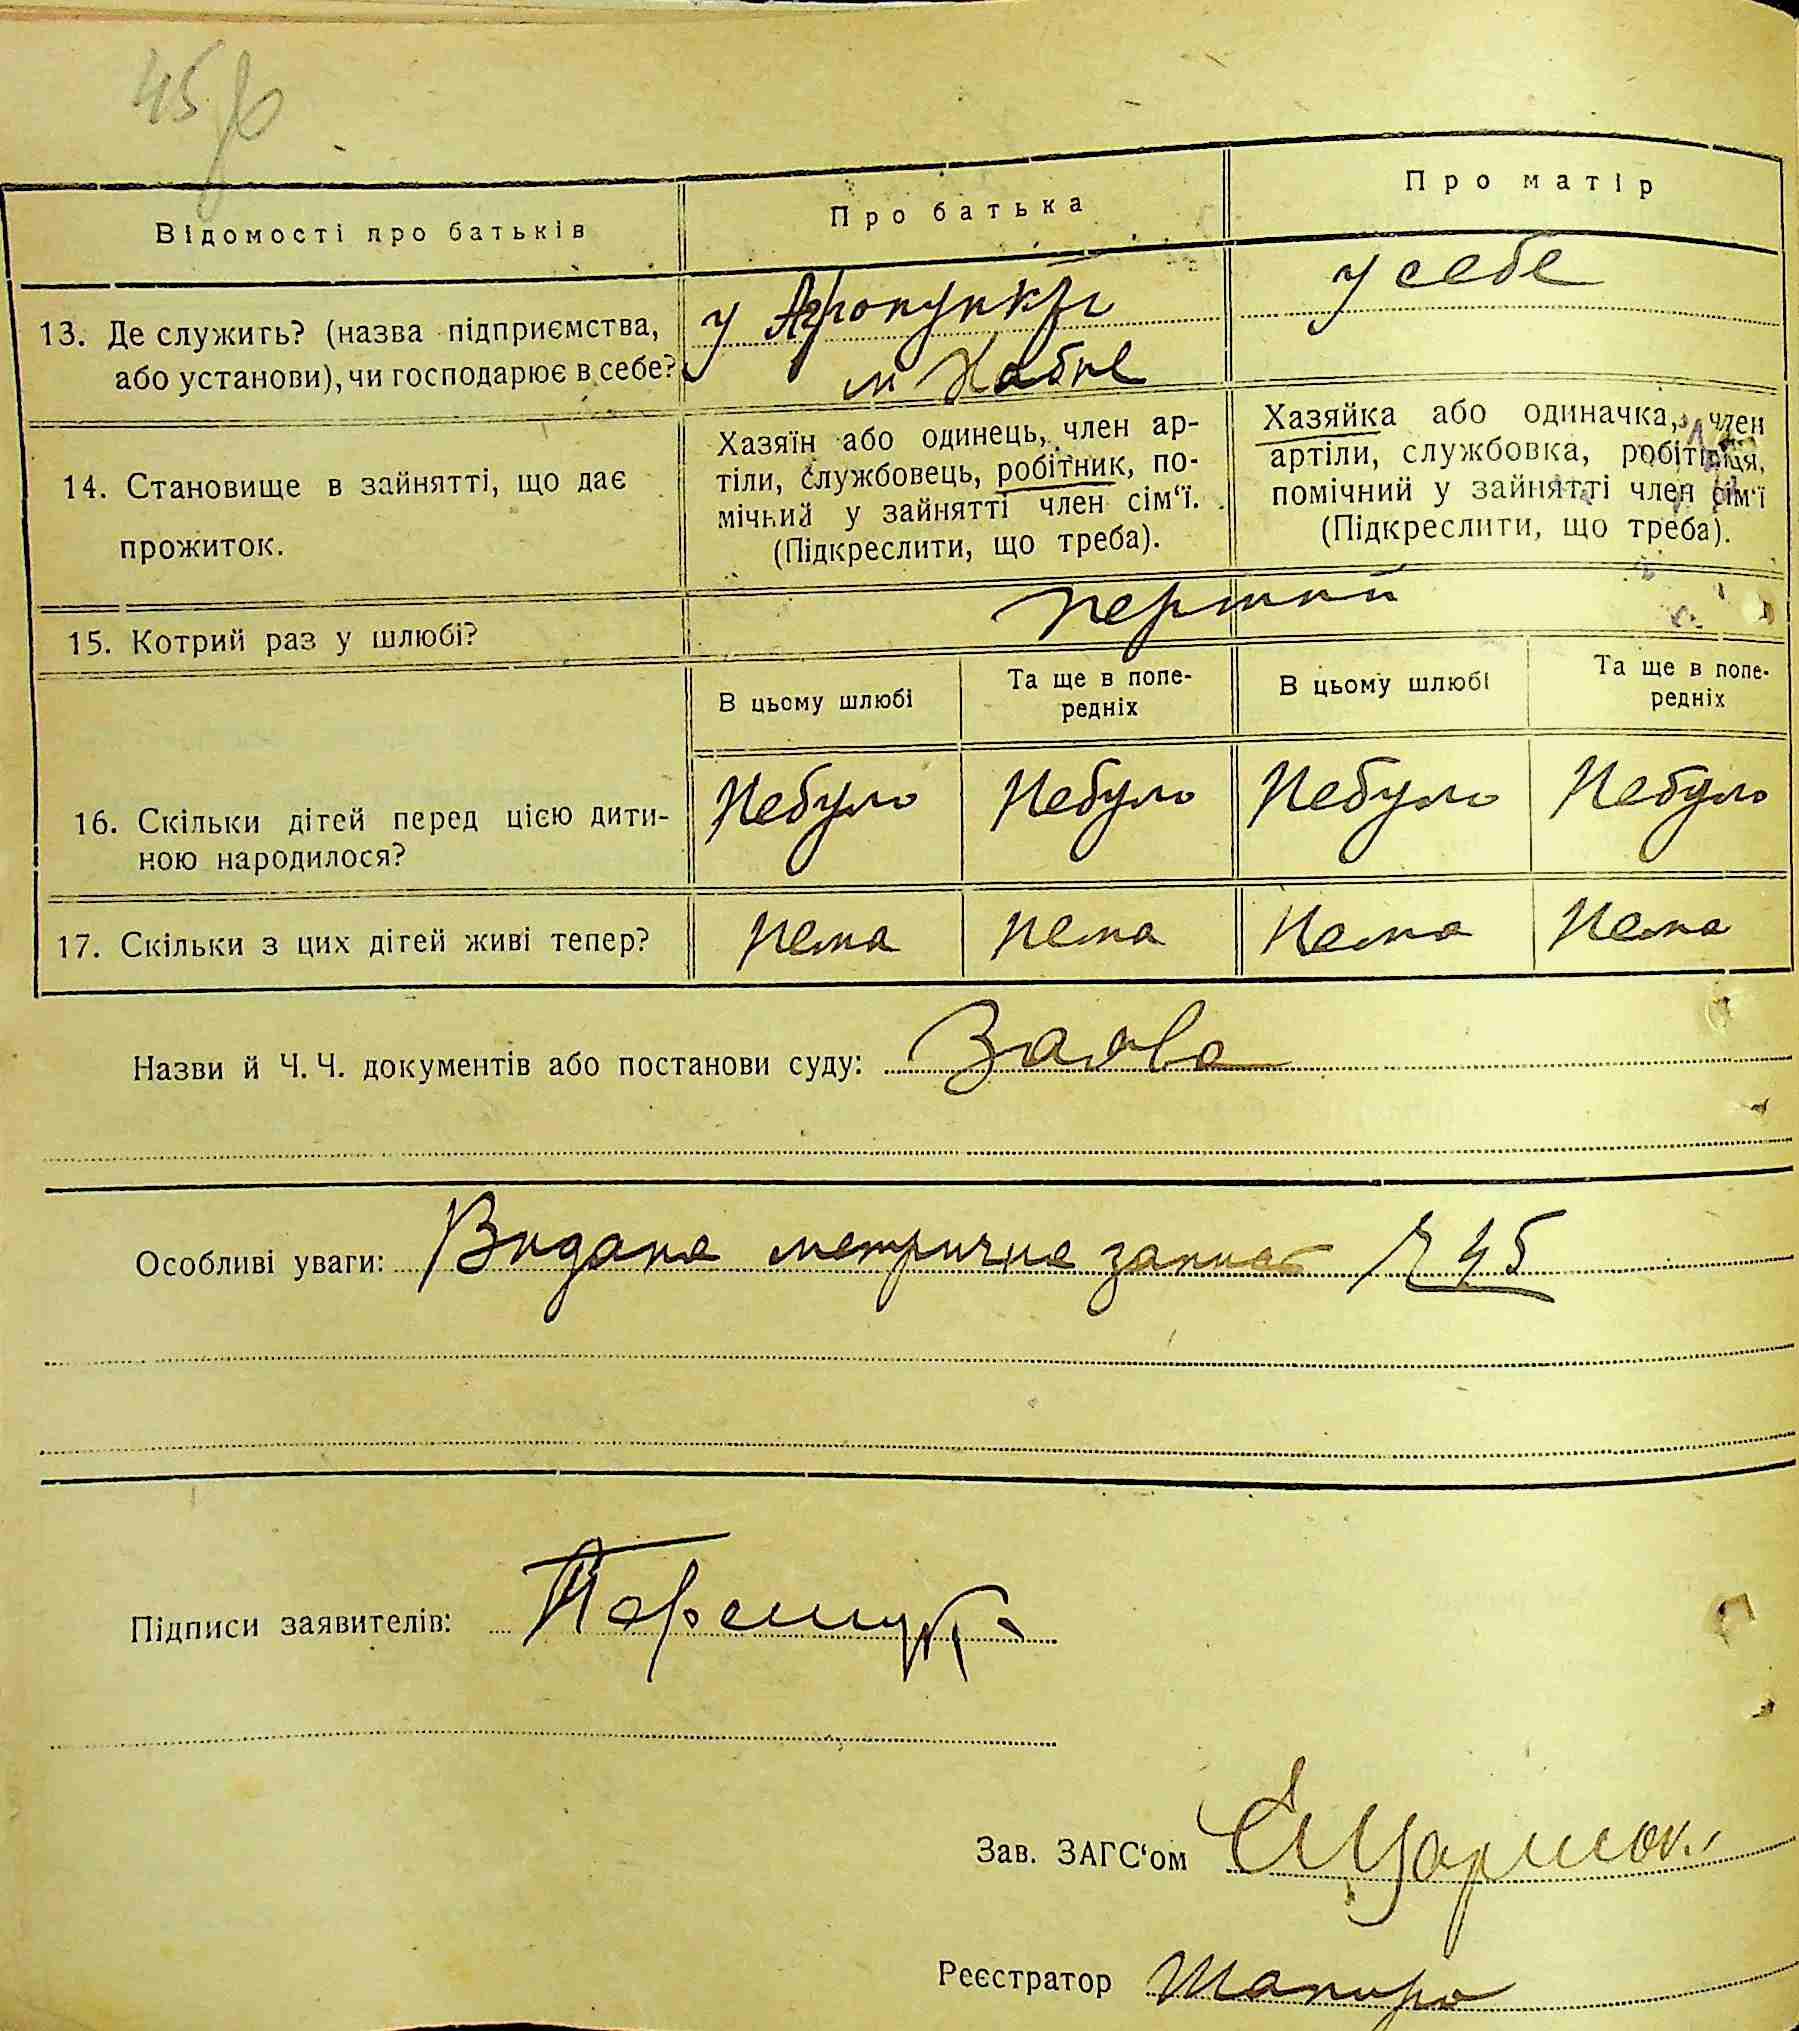 45
Відомості про батьків
Про батька
Про матір
13. Де служить? (назва підприємства,
або установи), чи господарює в себе?
у Агропункті
м Хабне
у себе
14. Становище в зайнятті, що дає
прожиток.
Хазяїн або одинець, член ар-
тіли, службовець, робітник, по-
мічний у зайнятті член сім‘ї.
(Підкреслити, що треба).
Хазяйка або одиначка, член
артіли, службовка, робітниця,
помічний у зайнятті член сім‘ї
(Підкреслити, що треба).
15. Котрий раз у шлюбі?
перший
В цьому шлюбі
Та ще в попе-
редніх
В цьому шлюбі
Та ще в попе-
редніх
16. Скільки дітей перед цією дити-
ною народилося?
Небуло Небуло Небуло Небуло
17. Скільки з цих дітей живі тепер?
Нема Нема Нема Нема
Назви й Ч. Ч. документів або постанови суду: Заява
Особливі уваги: Видана метрична запись Ч 45
Підписи заявителів:
Зав. ЗАГС‘ом
Реєстратор Шапиро